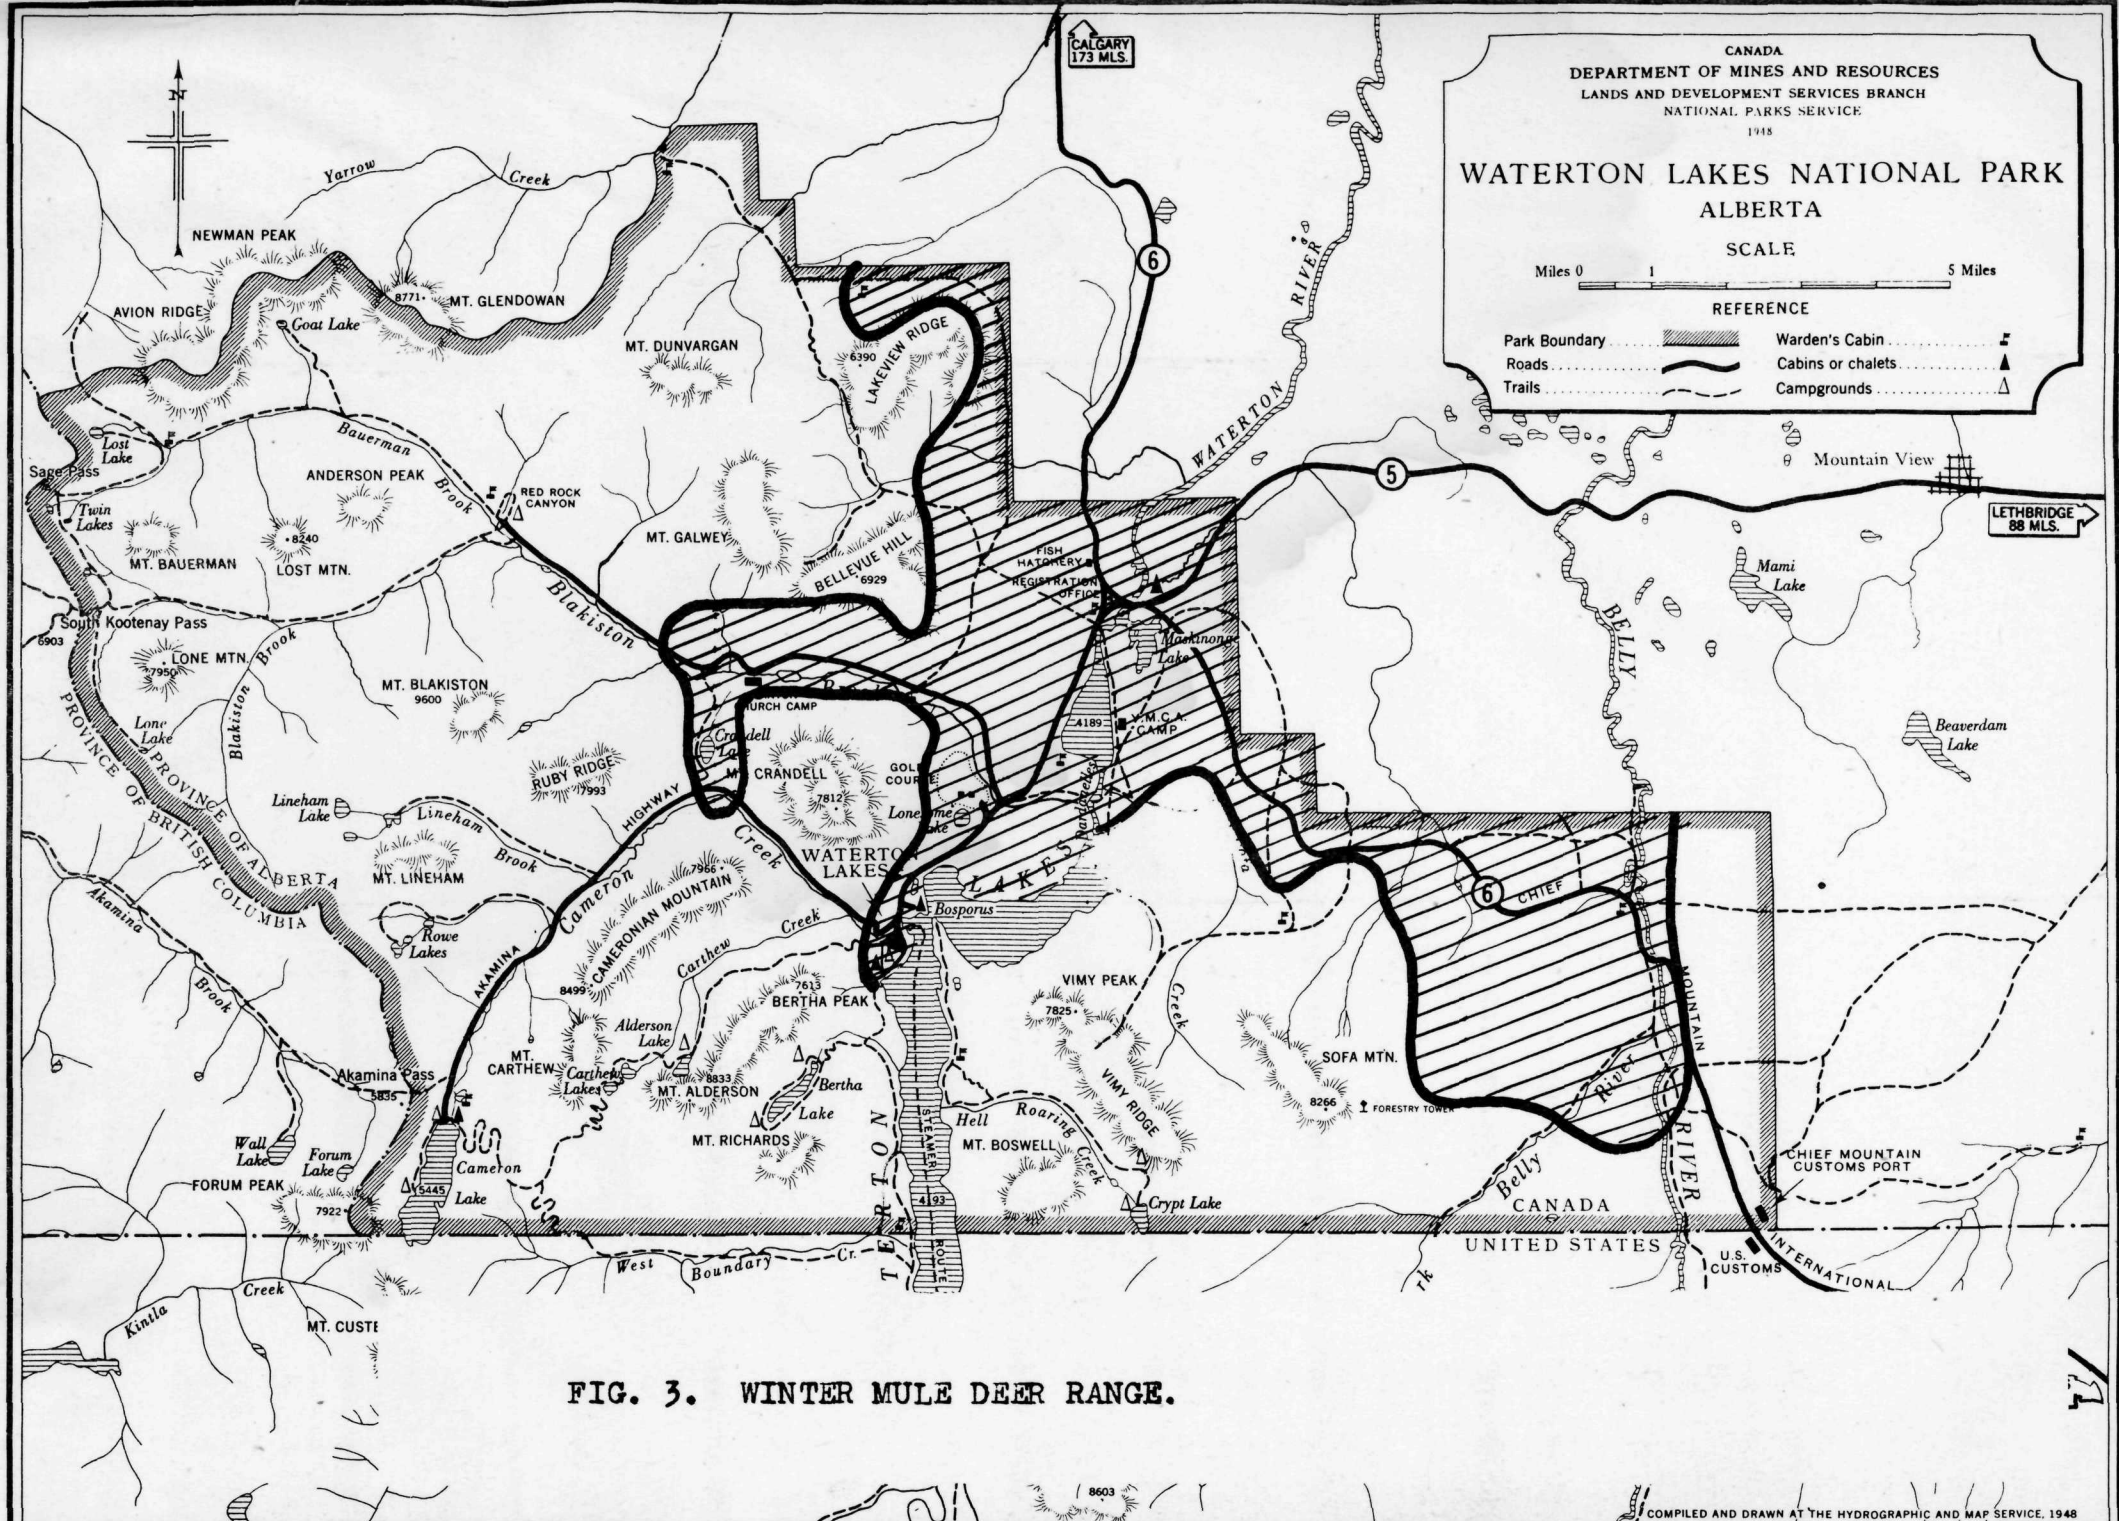 CALGARY
173 MLS.
CANADA
DEPARTMENT OF MINES AND RESOURCES
LANDS AND DEVELOPMENT SERVICES BRANCH
NATIONAL PARKS SERVICE
1948
WATERTON LAKES NATIONAL PARK
ALBERTA
SCALE
Miles 0 1 5 Miles
REFERENCE
Park Boundary
Roads
Trails
Warden's Cabin
Cabins or chalets
Campgrounds
N
Yarrow Creek
NEWMAN PEAK
AVION RIDGE
8771
MT. GLENDOWAN
Goat Lake
MT. DUNVARGAN
6390
LAKEVIEW RIDGE
6
WATERTON RIVER
5
Mountain View
LETHBRIDGE
88 MLS.
Lost
Lake
Sage Pass
Twin
Lakes
Bauerman Brook
ANDERSON PEAK
RED ROCK
CANYON
8240
LOST MTN.
MT. BAUERMAN
MT. GALWEY
BELLEVUE HILL
6929
FISH
HATCHERY
REGISTRATION
OFFICE
Mami
Lake
BELLY RIVER
South Kootenay Pass
6903
LONE MTN.
7950
Blakiston Brook
Blakiston Brook
MT. BLAKISTON
9600
Lone
Lake
Maskinonge
Lake
4189
Y.M.C.A.
CAMP
CHURCH CAMP
Beaverdam
Lake
Crandell
Lake
MT. CRANDELL
7812
GOLF
COURSE
Lonesome
Lake
Dardanelles
RUBY RIDGE
7993
PROVINCE OF ALBERTA
PROVINCE OF BRITISH COLUMBIA
Lineham
Lake
Lineham Brook
MT. LINEHAM
AKAMINA HIGHWAY
Cameron Creek
WATERTON
LAKES
LAKES
7966
CAMERONIAN MOUNTAIN
8499
Bosporus
6
CHIEF MOUNTAIN INTERNATIONAL
Akamina Brook
Rowe
Lakes
Carthew Creek
7613
BERTHA PEAK
VIMY PEAK
7825
Creek
Alderson
Lake
MT.
CARTHEW
Carthew
Lakes
8833
MT. ALDERSON
Bertha
Lake
VIMY RIDGE
SOFA MTN.
8266
FORESTRY TOWER
Akamina Pass
5835
MT. RICHARDS
Hell Roaring Creek
MT. BOSWELL
Belly River
Wall
Lake
Forum
Lake
FORUM PEAK
7922
Cameron
Lake
5445
STEAMER ROUTE
4193
TERTON
Crypt Lake
CHIEF MOUNTAIN
CUSTOMS PORT
CANADA
UNITED STATES
U.S.
CUSTOMS
West Boundary Cr.
Kintla Creek
MT. CUSTE
rk
FIG. 3. WINTER MULE DEER RANGE.
8603
COMPILED AND DRAWN AT THE HYDROGRAPHIC AND MAP SERVICE, 1948